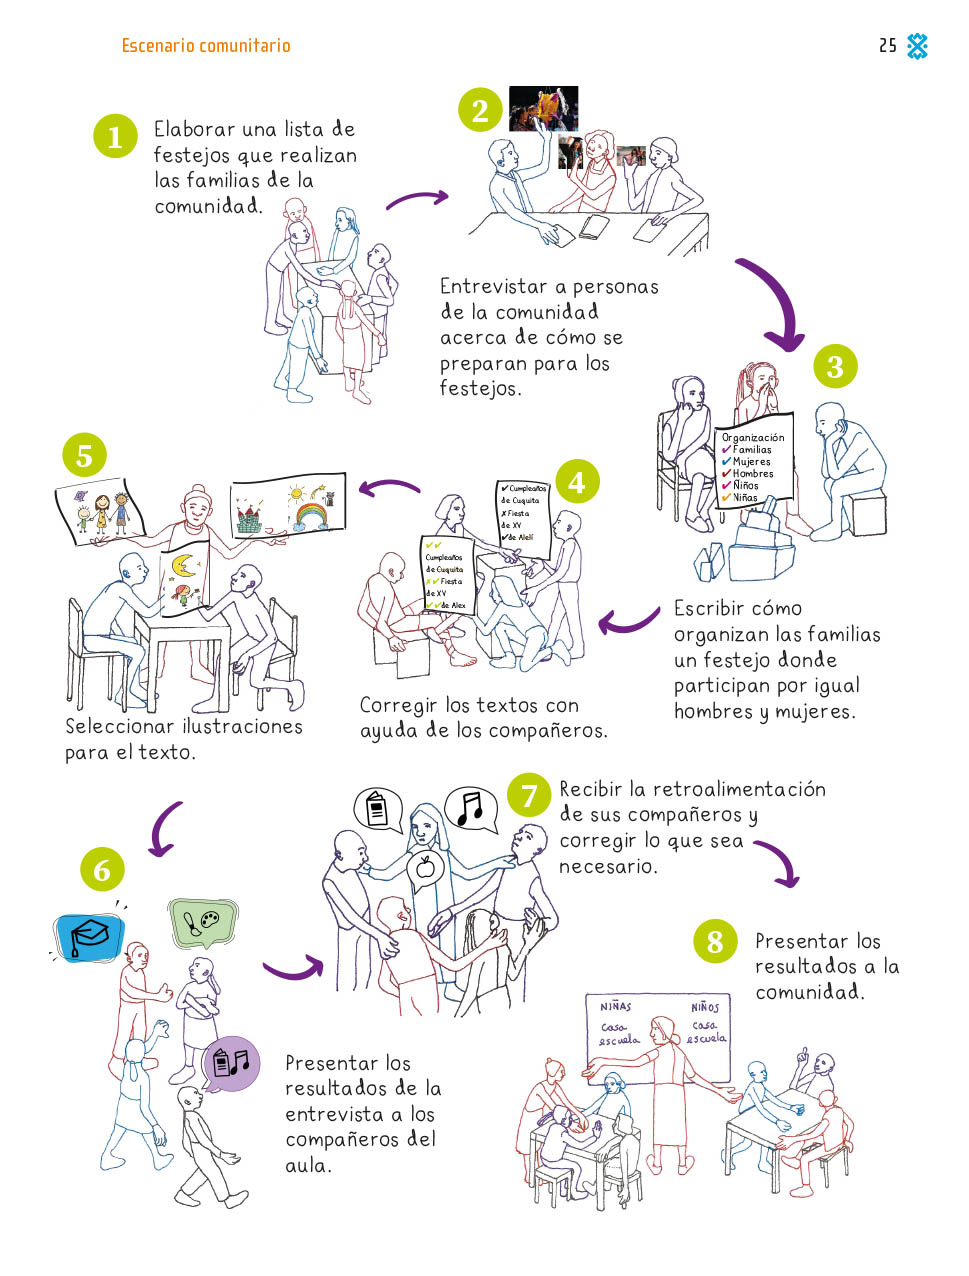 Escenario comunitario
25
1
Elaborar una lista de
festejos que realizan
las familias de la
comunidad.
2
Entrevistar a personas
de la comunidad
acerca de cómo se
preparan para los
festejos.
3
Organización
✔ Familias
✔ Mujeres
✔ Hombres
✔ Niños
✔ Niñas
Escribir cómo
organizan las familias
un festejo donde
participan por igual
hombres y mujeres.
4
✔ Cumpleaños
de Cuquita
✗ Fiesta
de XV
✔ de Alelí
✔ ✔
Cumpleaños
de Cuquita
✗ ✔ Fiesta
de XV
✔ ✔ de Alex
Corregir los textos con
ayuda de los compañeros.
5
Seleccionar ilustraciones
para el texto.
6
Presentar los
resultados de la
entrevista a los
compañeros del
aula.
7
Recibir la retroalimentación
de sus compañeros y
corregir lo que sea
necesario.
8
Presentar los
resultados a la
comunidad.
NIÑAS
casa
escuela
NIÑOS
casa
escuela